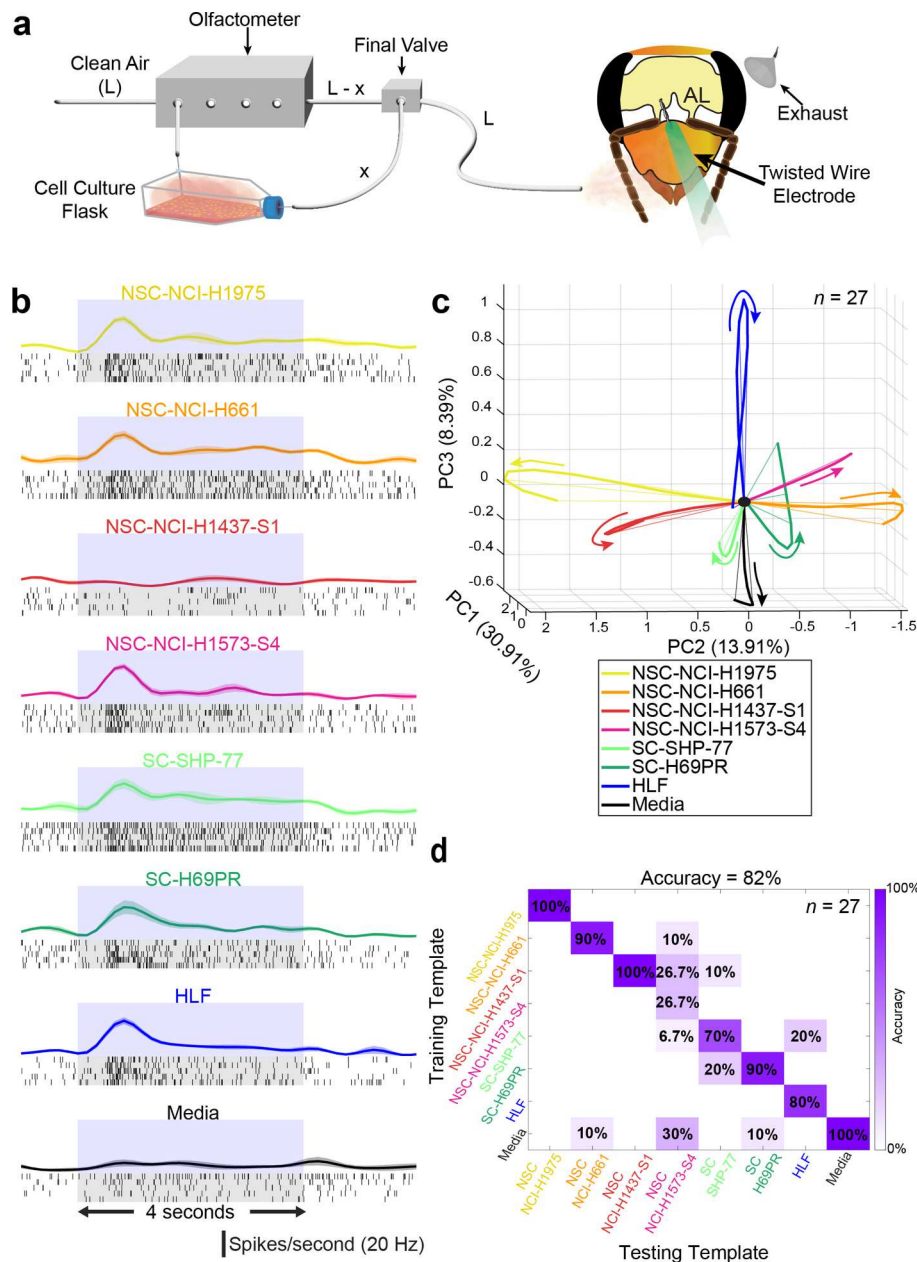 a
Olfactometer
Final Valve
Clean Air
(L)
L - x
AL
L
Exhaust
x
Cell Culture
Flask
Twisted Wire
Electrode
b
NSC-NCI-H1975
NSC-NCI-H661
NSC-NCI-H1437-S1
NSC-NCI-H1573-S4
SC-SHP-77
SC-H69PR
HLF
Media
4 seconds
Spikes/second (20 Hz)
c
n = 27
1
0.8
0.6
0.4
0.2
0
-0.2
-0.4
-0.6
PC3 (8.39%)
PC1 (30.91%)
2
1
0
2
1.5
1
0.5
0
-0.5
-1
-1.5
PC2 (13.91%)
NSC-NCI-H1975
NSC-NCI-H661
NSC-NCI-H1437-S1
NSC-NCI-H1573-S4
SC-SHP-77
SC-H69PR
HLF
Media
d
Accuracy = 82%
n = 27
100%
90% 10%
100% 26.7% 10%
26.7%
6.7% 70% 20%
20% 90%
80%
10% 30% 10% 100%
Training Template
NSC-NCI-H1975
NSC-NCI-H661
NSC-NCI-H1437-S1
NSC-NCI-H1573-S4
SC-SHP-77
SC-H69PR
HLF
Media
NSC
NCI-H1975
NSC
NCI-H661
NSC
NCI-H1437-S1
NSC
NCI-H1573-S4
SC
SHP-77
SC
H69PR
HLF
Media
Testing Template
100%
Accuracy
0%